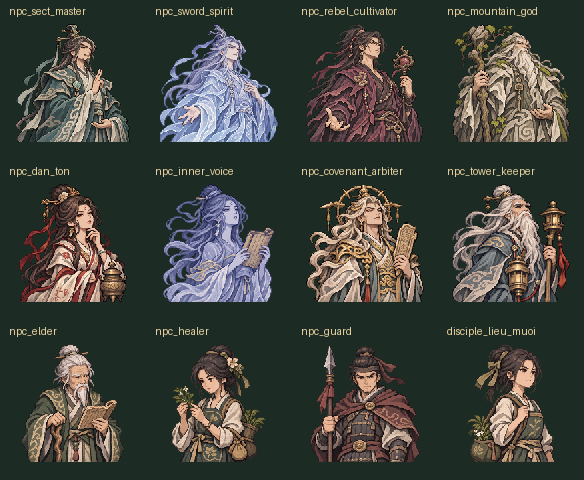 npc_sect_master
npc_sword_spirit
npc_rebel_cultivator
npc_mountain_god
npc_dan_ton
npc_inner_voice
npc_covenant_arbiter
npc_tower_keeper
npc_elder
npc_healer
npc_guard
disciple_lieu_muoi